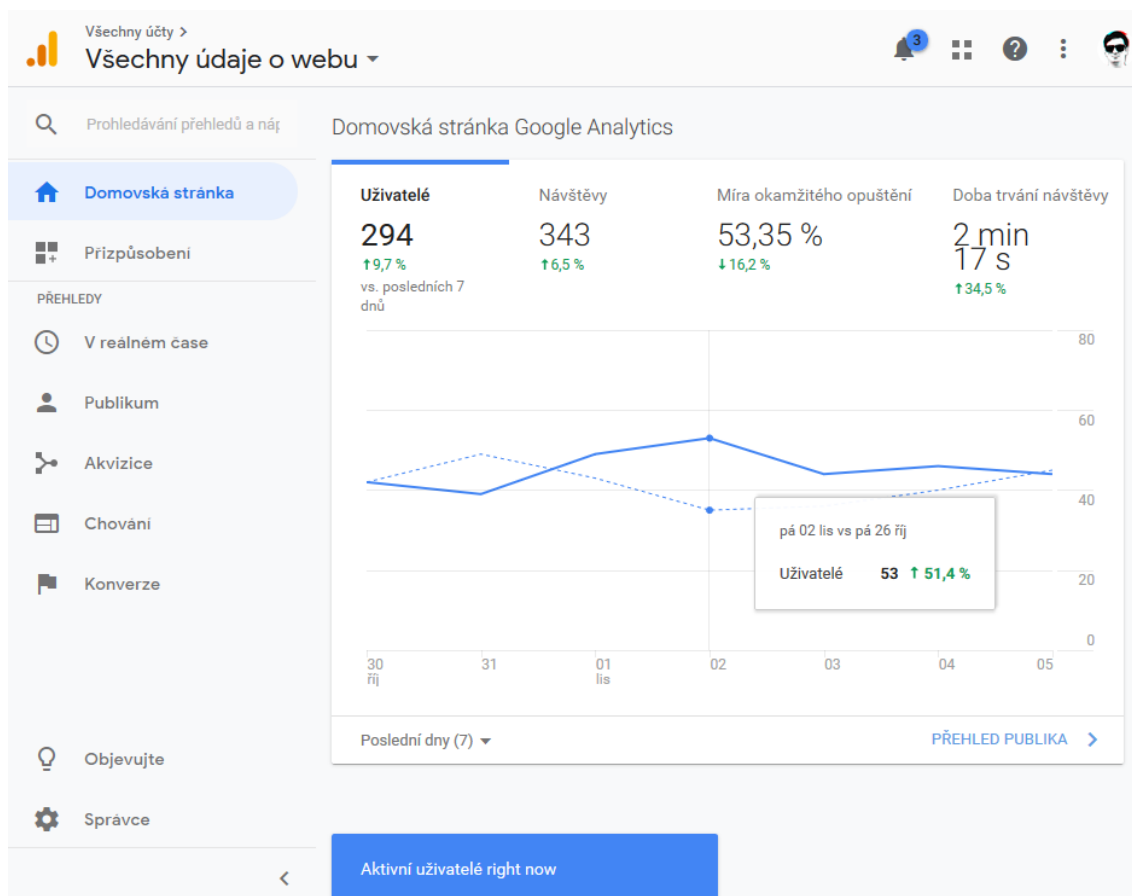 Všechny účty >
Všechny údaje o webu
3
Prohledávání přehledů a náp
Domovská stránka
Přizpůsobení
PŘEHLEDY
V reálném čase
Publikum
Akvizice
Chování
Konverze
Objevujte
Správce
Domovská stránka Google Analytics
Uživatelé
294
↑9,7 %
vs. posledních 7
dnů
Návštěvy
343
↑6,5 %
Míra okamžitého opuštění
53,35 %
↓16,2 %
Doba trvání návštěvy
2 min
17 s
↑34,5 %
80
60
40
20
0
pá 02 lis vs pá 26 říj
Uživatelé 53 ↑ 51,4 %
30 31 01 02 03 04 05
říj lis
Poslední dny (7)
PŘEHLED PUBLIKA >
Aktivní uživatelé right now